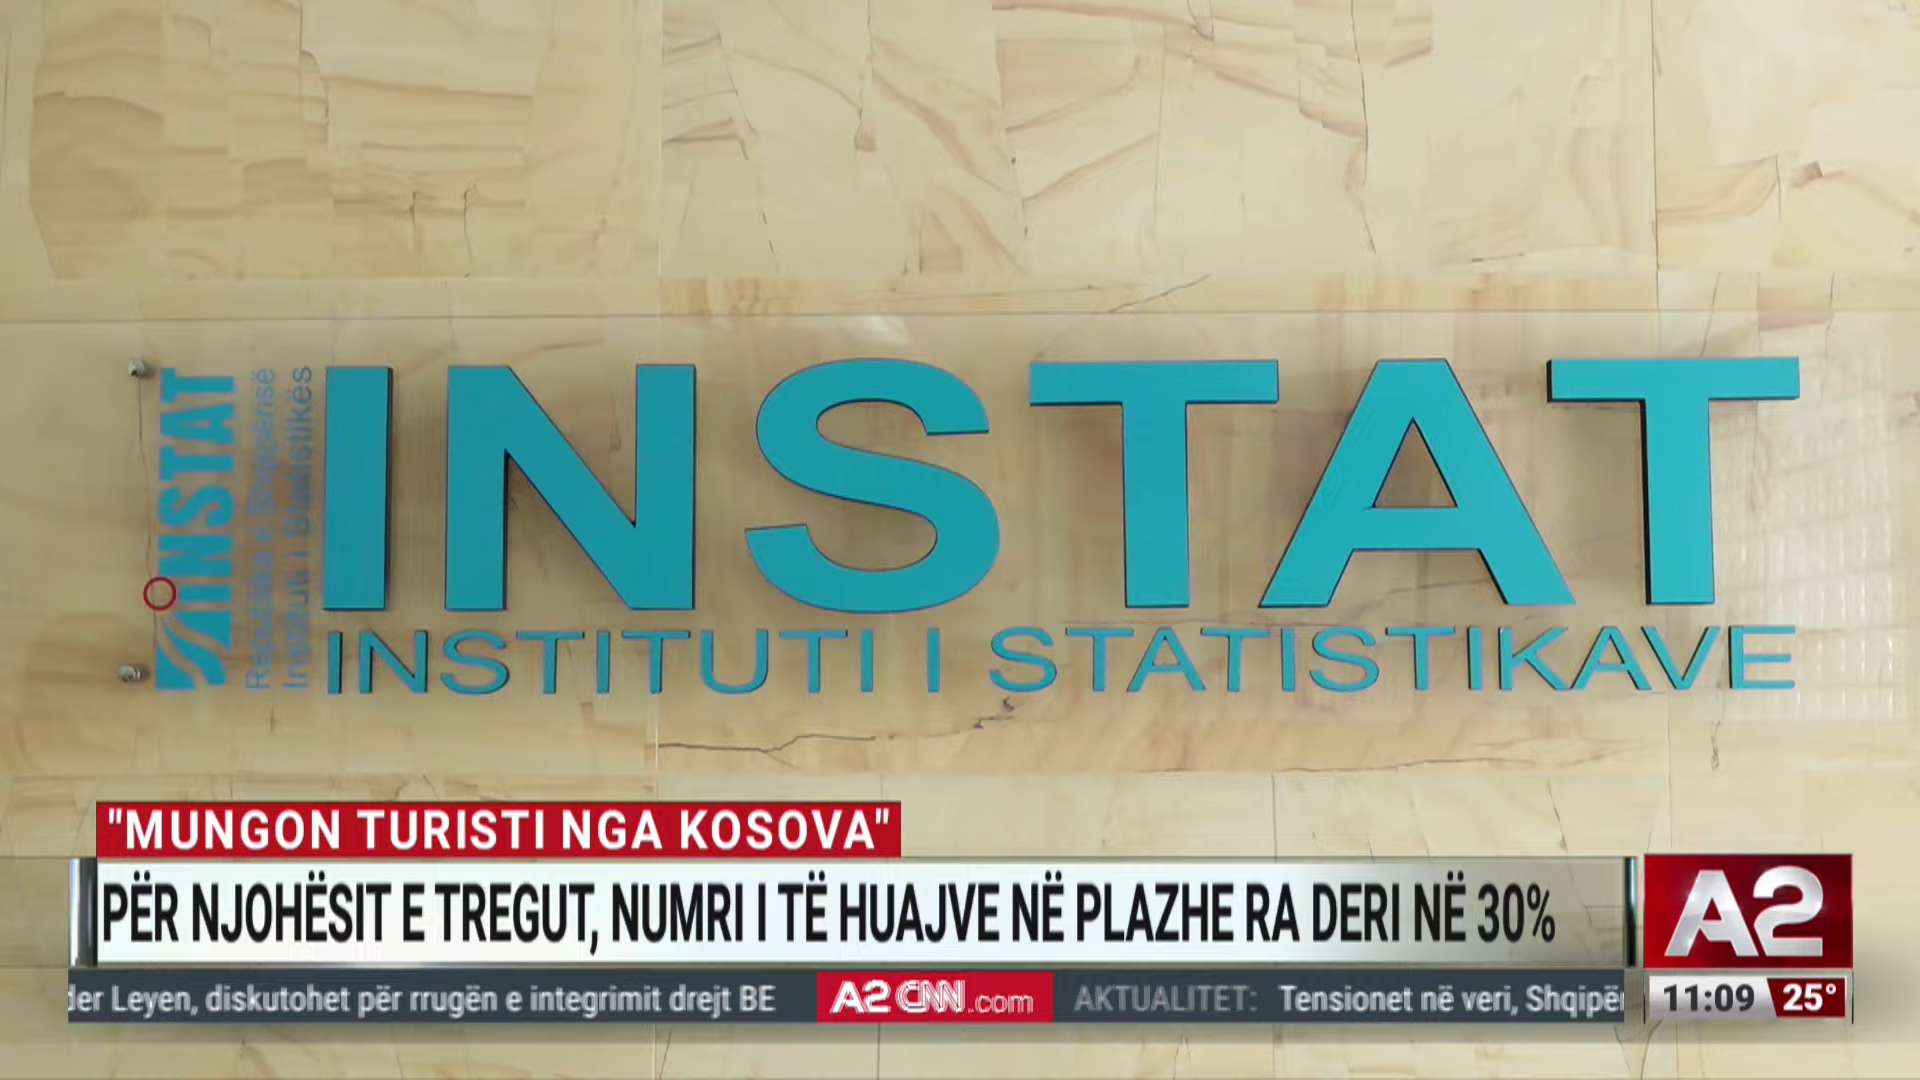 INSTAT
Republika e Shqipërisë
Instituti i Statistikës
INSTAT
INSTITUTI I STATISTIKAVE
"MUNGON TURISTI NGA KOSOVA"
PËR NJOHËSIT E TREGUT, NUMRI I TË HUAJVE NË PLAZHE RA DERI NË 30%
A2
der Leyen, diskutohet për rrugën e integrimit drejt BE
A2 CNN.com
AKTUALITET: Tensionet në veri, Shqipër
11:09 25°